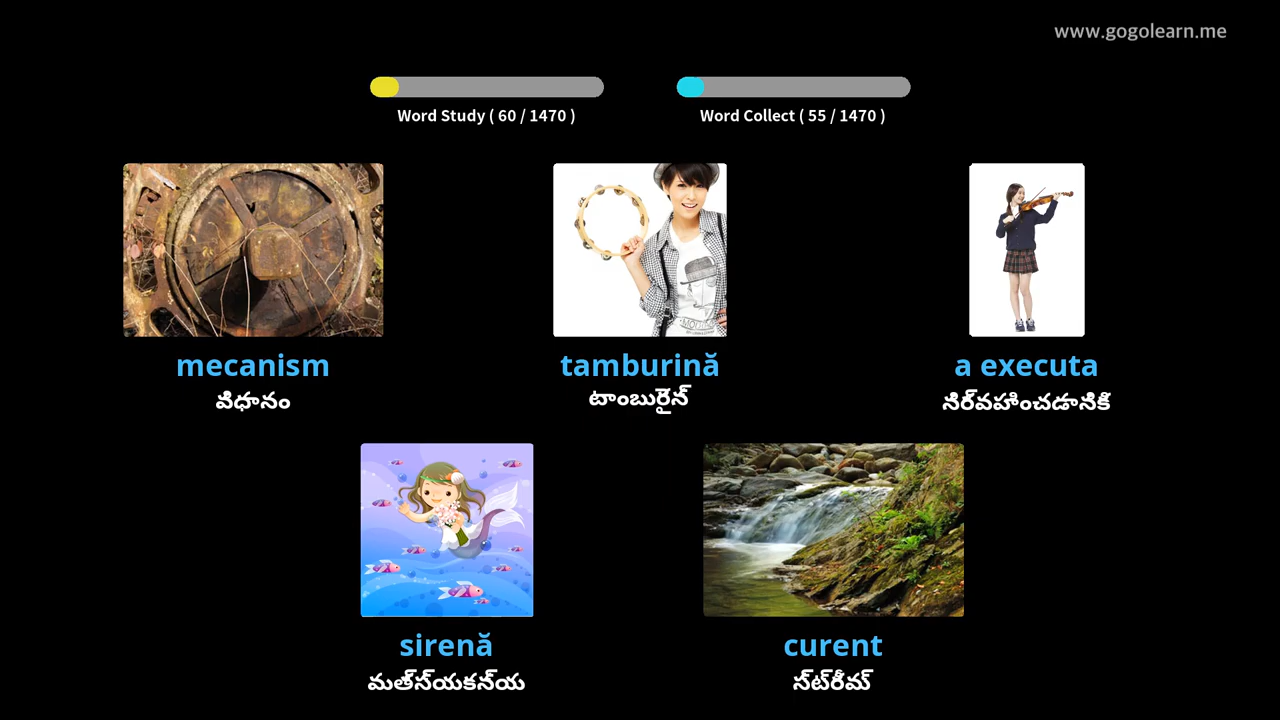 www.gogolearn.me
Word Study ( 60 / 1470 )
Word Collect ( 55 / 1470 )
mecanism
విధానం
tamburină
టాంబురైన్
a executa
నిర్వహించడానికి
sirenă
మత్స్యకన్య
curent
స్ట్రీమ్